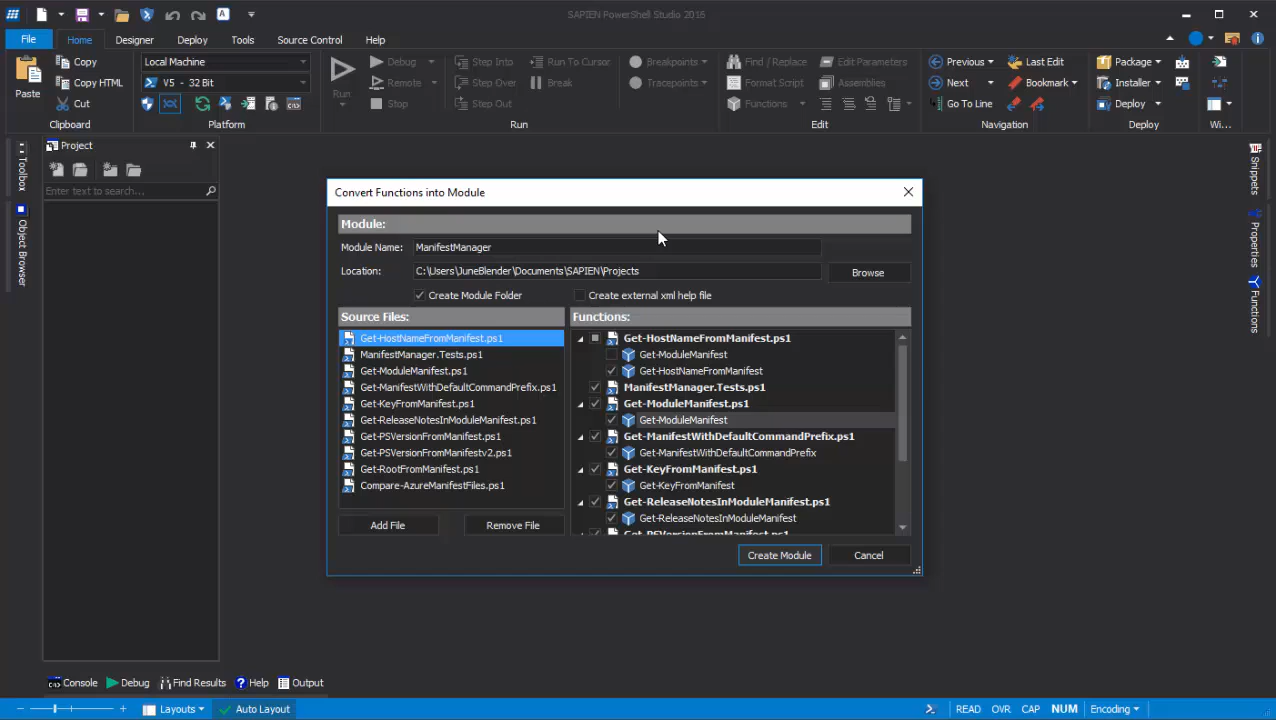 SAPIEN PowerShell Studio 2016
File
Home
Designer
Deploy
Tools
Source Control
Help
Paste
Copy
Copy HTML
Cut
Clipboard
Local Machine
V5 - 32 Bit
Platform
Run
Debug
Remote
Stop
Step Into
Step Over
Step Out
Run To Cursor
Break
Breakpoints
Tracepoints
Run
Find / Replace
Format Script
Functions
Edit Parameters
Assemblies
Edit
Previous
Next
Go To Line
Last Edit
Bookmark
Navigation
Package
Installer
Deploy
Deploy
Wi...
Toolbox
Object Browser
Project
Enter text to search...
Snippets
Properties
Functions
Convert Functions into Module
Module:
Module Name: ManifestManager
Location: C:\Users\JuneBlender\Documents\SAPIEN\Projects
Browse
Create Module Folder
Create external xml help file
Source Files:
Get-HostNameFromManifest.ps1
ManifestManager.Tests.ps1
Get-ModuleManifest.ps1
Get-ManifestWithDefaultCommandPrefix.ps1
Get-KeyFromManifest.ps1
Get-ReleaseNotesInModuleManifest.ps1
Get-PSVersionFromManifest.ps1
Get-PSVersionFromManifestv2.ps1
Get-RootFromManifest.ps1
Compare-AzureManifestFiles.ps1
Add File
Remove File
Functions:
Get-HostNameFromManifest.ps1
Get-ModuleManifest
Get-HostNameFromManifest
ManifestManager.Tests.ps1
Get-ModuleManifest.ps1
Get-ModuleManifest
Get-ManifestWithDefaultCommandPrefix.ps1
Get-ManifestWithDefaultCommandPrefix
Get-KeyFromManifest.ps1
Get-KeyFromManifest
Get-ReleaseNotesInModuleManifest.ps1
Get-ReleaseNotesInModuleManifest
Get-PSVersionFromManifest.ps1
Create Module
Cancel
Console
Debug
Find Results
Help
Output
Layouts
Auto Layout
READ
OVR
CAP
NUM
Encoding